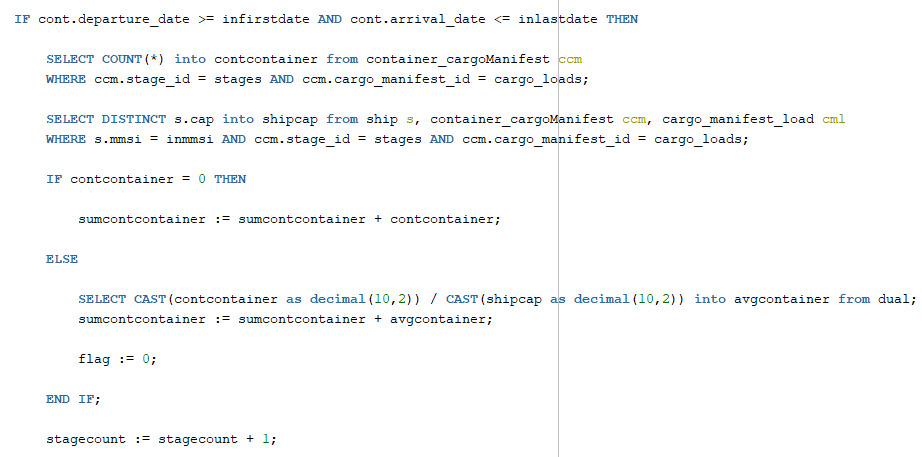 IF cont.departure_date >= infirstdate AND cont.arrival_date <= inlastdate THEN
SELECT COUNT(*) into contcontainer from container_cargoManifest ccm
WHERE ccm.stage_id = stages AND ccm.cargo_manifest_id = cargo_loads;
SELECT DISTINCT s.cap into shipcap from ship s, container_cargoManifest ccm, cargo_manifest_load cml
WHERE s.mmsi = inmmsi AND ccm.stage_id = stages AND ccm.cargo_manifest_id = cargo_loads;
IF contcontainer = 0 THEN
sumcontcontainer := sumcontcontainer + contcontainer;
ELSE
SELECT CAST(contcontainer as decimal(10,2)) / CAST(shipcap as decimal(10,2)) into avgcontainer from dual;
sumcontcontainer := sumcontcontainer + avgcontainer;
flag := 0;
END IF;
stagecount := stagecount + 1;